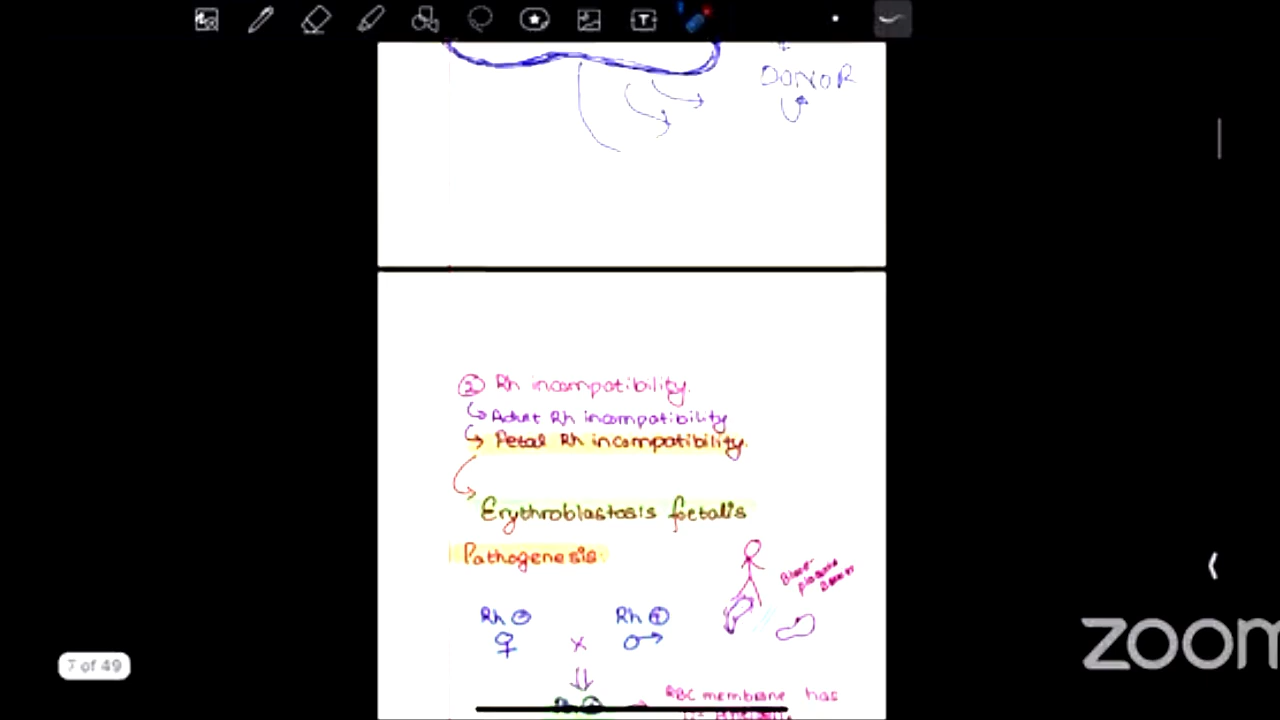 DONOR
② Rh incompatibility.
↳ Adult Rh incompatibility
↳ Fetal Rh incompatibility.
Erythroblastosis foetalis
Pathogenesis.
Rh ⊖ Rh ⊕
♀ × ♂
RBC membrane has
7 of 49
zoom